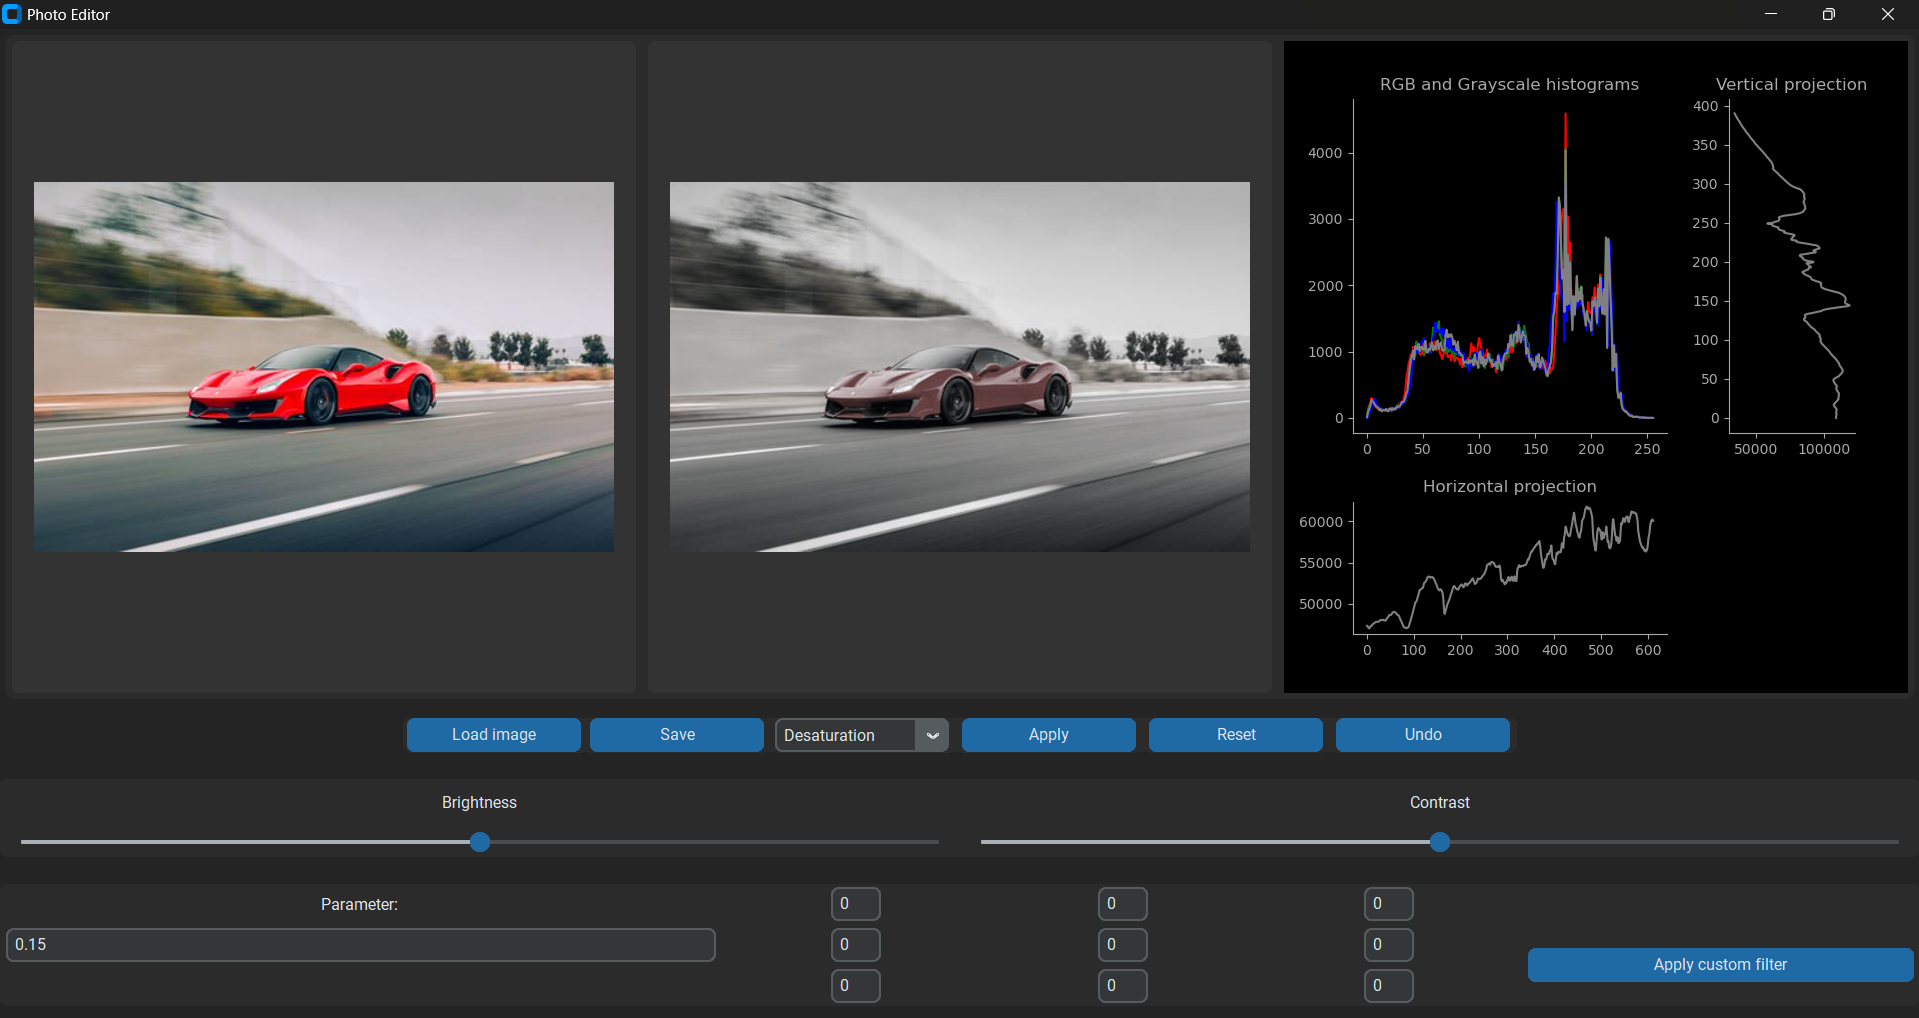 Photo Editor
RGB and Grayscale histograms
4000
3000
2000
1000
0
0 50 100 150 200 250
Vertical projection
400
350
300
250
200
150
100
50
0
50000 100000
Horizontal projection
60000
55000
50000
0 100 200 300 400 500 600
Load image Save Desaturation Apply Reset Undo
Brightness Contrast
Parameter: 0 0 0
0.15 0 0 0
Apply custom filter
0 0 0